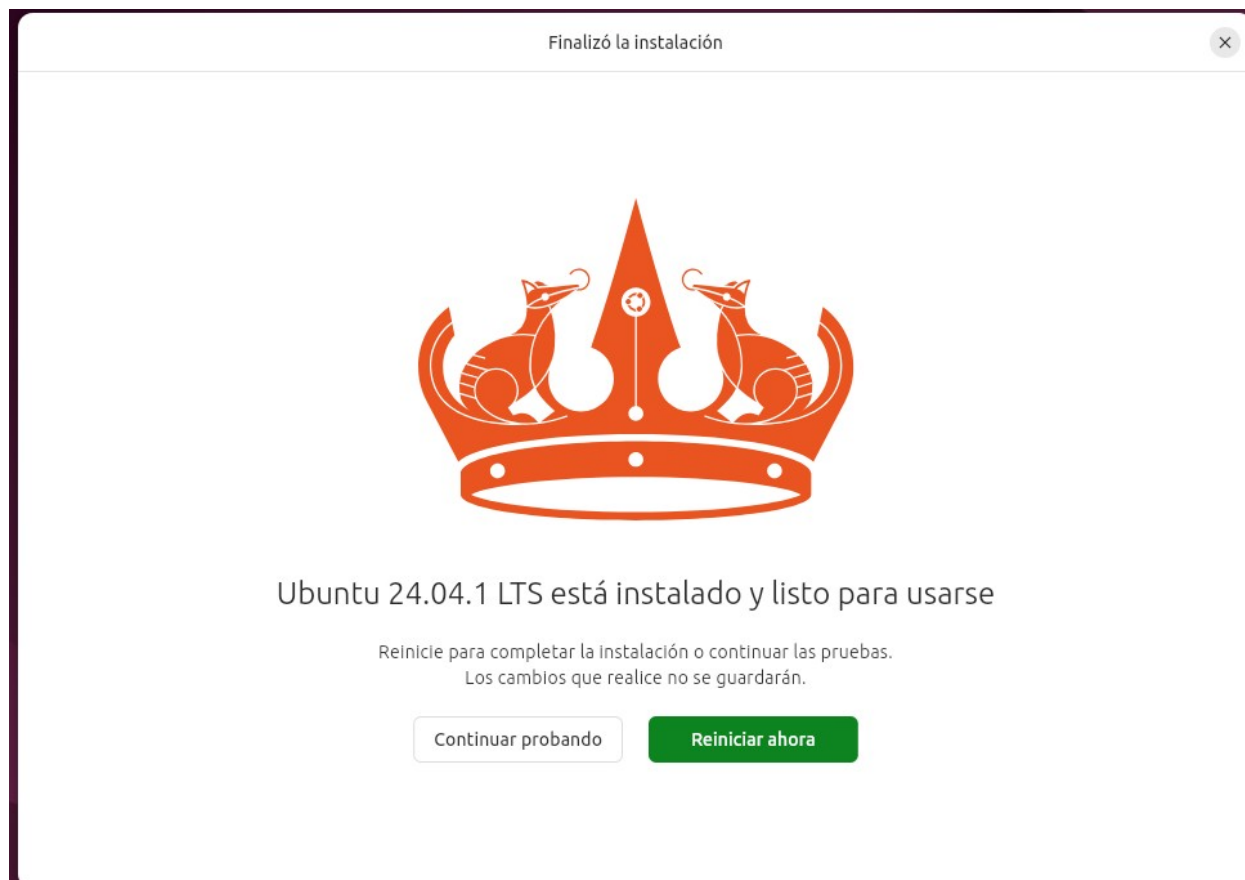 Finalizó la instalación
Ubuntu 24.04.1 LTS está instalado y listo para usarse
Reinicie para completar la instalación o continuar las pruebas.
Los cambios que realice no se guardarán.
Continuar probando
Reiniciar ahora